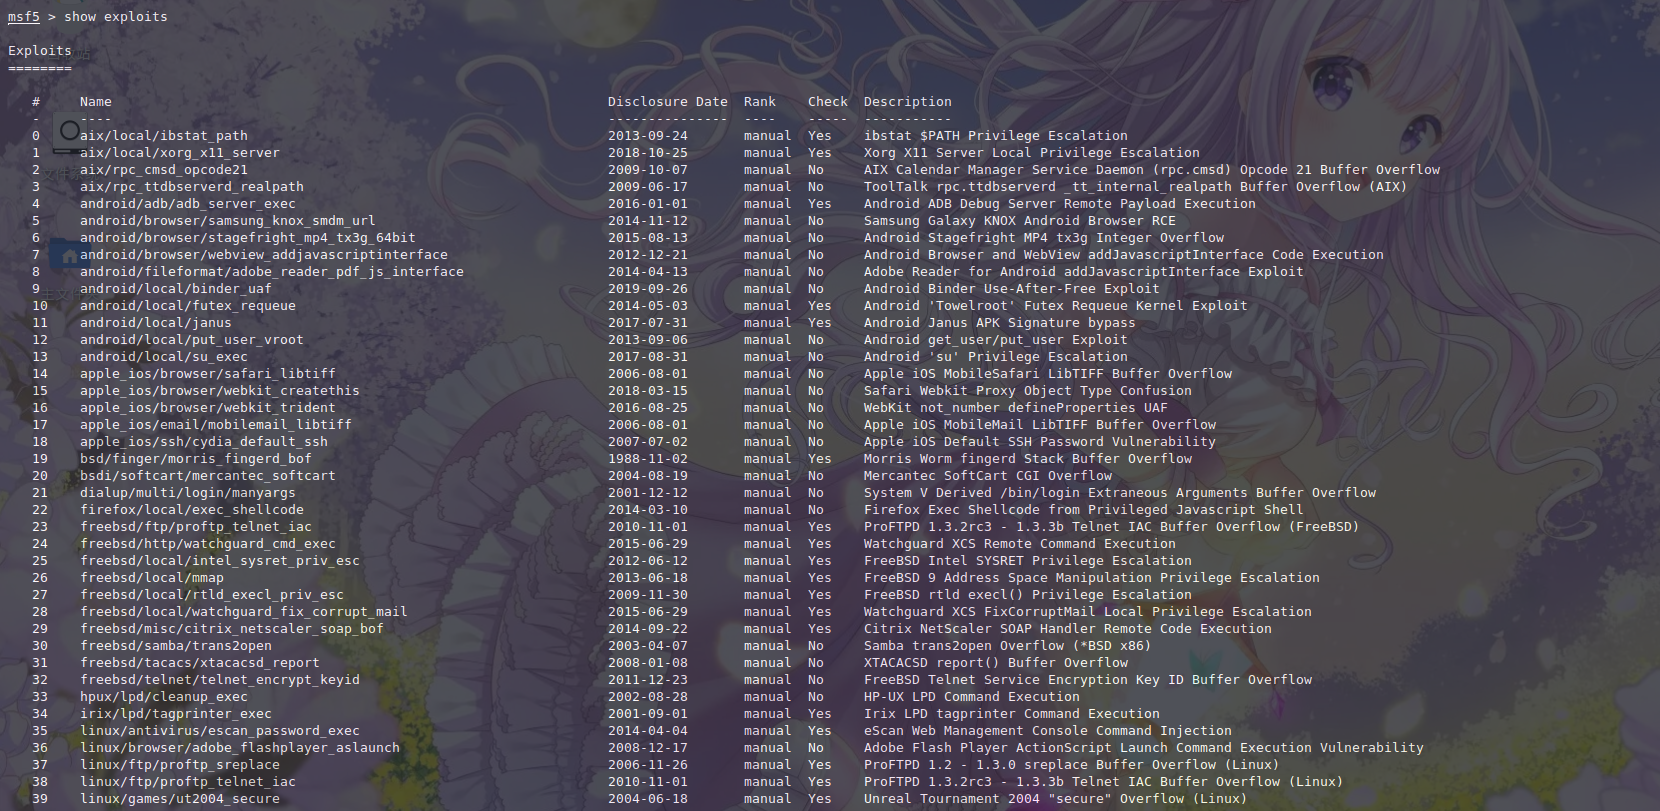 msf5 > show exploits
Exploits
========
# Name Disclosure Date Rank Check Description
- ---- --------------- ---- ----- -----------
0 aix/local/ibstat_path 2013-09-24 manual Yes ibstat $PATH Privilege Escalation
1 aix/local/xorg_x11_server 2018-10-25 manual Yes Xorg X11 Server Local Privilege Escalation
2 aix/rpc_cmsd_opcode21 2009-10-07 manual No AIX Calendar Manager Service Daemon (rpc.cmsd) Opcode 21 Buffer Overflow
3 aix/rpc_ttdbserverd_realpath 2009-06-17 manual No ToolTalk rpc.ttdbserverd _tt_internal_realpath Buffer Overflow (AIX)
4 android/adb/adb_server_exec 2016-01-01 manual Yes Android ADB Debug Server Remote Payload Execution
5 android/browser/samsung_knox_smdm_url 2014-11-12 manual No Samsung Galaxy KNOX Android Browser RCE
6 android/browser/stagefright_mp4_tx3g_64bit 2015-08-13 manual No Android Stagefright MP4 tx3g Integer Overflow
7 android/browser/webview_addjavascriptinterface 2012-12-21 manual No Android Browser and WebView addJavascriptInterface Code Execution
8 android/fileformat/adobe_reader_pdf_js_interface 2014-04-13 manual No Adobe Reader for Android addJavascriptInterface Exploit
9 android/local/binder_uaf 2019-09-26 manual No Android Binder Use-After-Free Exploit
10 android/local/futex_requeue 2014-05-03 manual Yes Android 'Towelroot' Futex Requeue Kernel Exploit
11 android/local/janus 2017-07-31 manual Yes Android Janus APK Signature bypass
12 android/local/put_user_vroot 2013-09-06 manual No Android get_user/put_user Exploit
13 android/local/su_exec 2017-08-31 manual No Android 'su' Privilege Escalation
14 apple_ios/browser/safari_libtiff 2006-08-01 manual No Apple iOS MobileSafari LibTIFF Buffer Overflow
15 apple_ios/browser/webkit_createthis 2018-03-15 manual No Safari Webkit Proxy Object Type Confusion
16 apple_ios/browser/webkit_trident 2016-08-25 manual No WebKit not_number defineProperties UAF
17 apple_ios/email/mobilemail_libtiff 2006-08-01 manual No Apple iOS MobileMail LibTIFF Buffer Overflow
18 apple_ios/ssh/cydia_default_ssh 2007-07-02 manual No Apple iOS Default SSH Password Vulnerability
19 bsd/finger/morris_fingerd_bof 1988-11-02 manual Yes Morris Worm fingerd Stack Buffer Overflow
20 bsdi/softcart/mercantec_softcart 2004-08-19 manual No Mercantec SoftCart CGI Overflow
21 dialup/multi/login/manyargs 2001-12-12 manual No System V Derived /bin/login Extraneous Arguments Buffer Overflow
22 firefox/local/exec_shellcode 2014-03-10 manual No Firefox Exec Shellcode from Privileged Javascript Shell
23 freebsd/ftp/proftp_telnet_iac 2010-11-01 manual Yes ProFTPD 1.3.2rc3 - 1.3.3b Telnet IAC Buffer Overflow (FreeBSD)
24 freebsd/http/watchguard_cmd_exec 2015-06-29 manual Yes Watchguard XCS Remote Command Execution
25 freebsd/local/intel_sysret_priv_esc 2012-06-12 manual Yes FreeBSD Intel SYSRET Privilege Escalation
26 freebsd/local/mmap 2013-06-18 manual Yes FreeBSD 9 Address Space Manipulation Privilege Escalation
27 freebsd/local/rtld_execl_priv_esc 2009-11-30 manual Yes FreeBSD rtld execl() Privilege Escalation
28 freebsd/local/watchguard_fix_corrupt_mail 2015-06-29 manual Yes Watchguard XCS FixCorruptMail Local Privilege Escalation
29 freebsd/misc/citrix_netscaler_soap_bof 2014-09-22 manual Yes Citrix NetScaler SOAP Handler Remote Code Execution
30 freebsd/samba/trans2open 2003-04-07 manual No Samba trans2open Overflow (*BSD x86)
31 freebsd/tacacs/xtacacsd_report 2008-01-08 manual No XTACACSD report() Buffer Overflow
32 freebsd/telnet/telnet_encrypt_keyid 2011-12-23 manual No FreeBSD Telnet Service Encryption Key ID Buffer Overflow
33 hpux/lpd/cleanup_exec 2002-08-28 manual No HP-UX LPD Command Execution
34 irix/lpd/tagprinter_exec 2001-09-01 manual Yes Irix LPD tagprinter Command Execution
35 linux/antivirus/escan_password_exec 2014-04-04 manual Yes eScan Web Management Console Command Injection
36 linux/browser/adobe_flashplayer_aslaunch 2008-12-17 manual No Adobe Flash Player ActionScript Launch Command Execution Vulnerability
37 linux/ftp/proftp_sreplace 2006-11-26 manual Yes ProFTPD 1.2 - 1.3.0 sreplace Buffer Overflow (Linux)
38 linux/ftp/proftp_telnet_iac 2010-11-01 manual Yes ProFTPD 1.3.2rc3 - 1.3.3b Telnet IAC Buffer Overflow (Linux)
39 linux/games/ut2004_secure 2004-06-18 manual Yes Unreal Tournament 2004 "secure" Overflow (Linux)